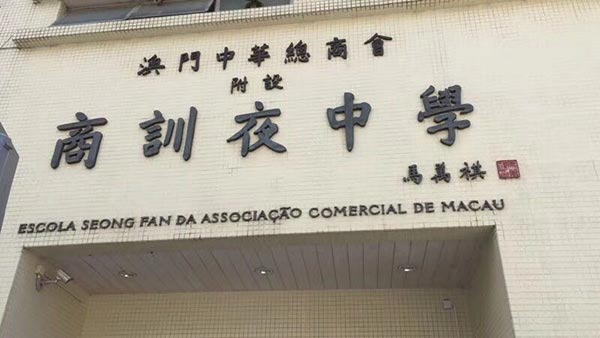 澳門中華總商會
附設
商訓夜中學
馬萬祺
ESCOLA SEONG FAN DA ASSOCIAÇÃO COMERCIAL DE MACAU